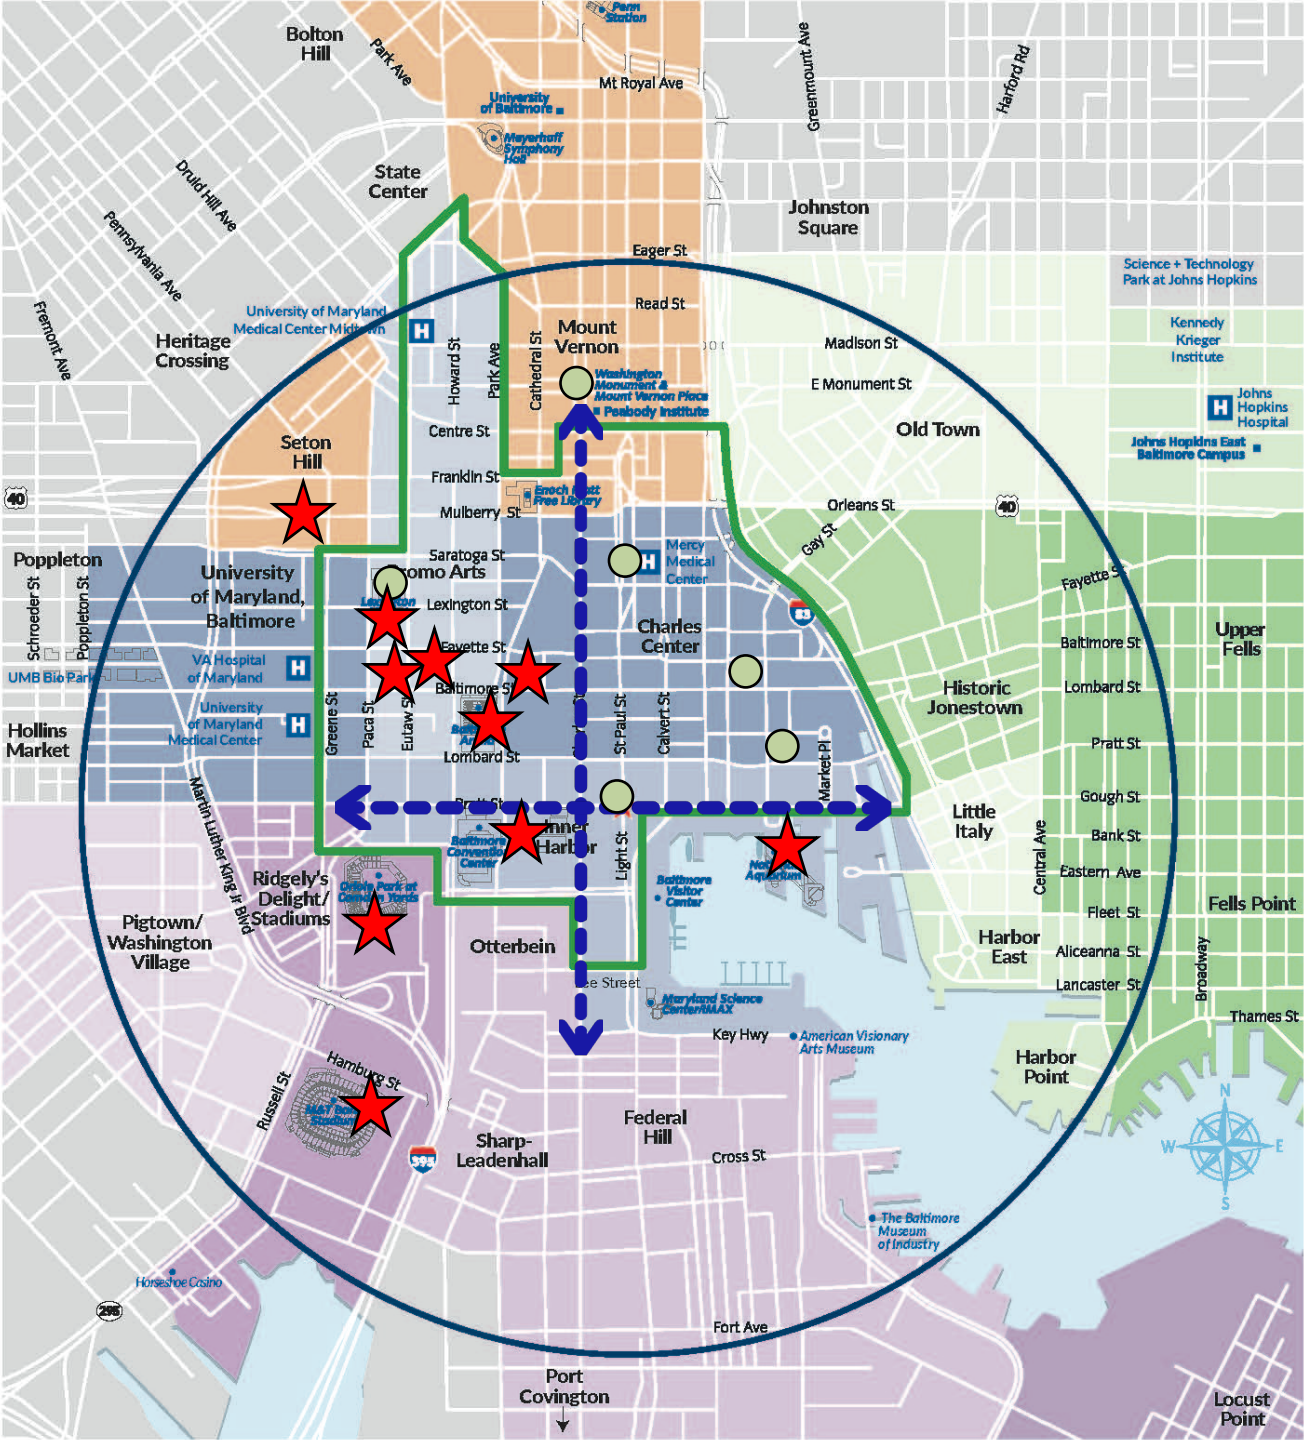 Penn
Station
Bolton
Hill
Park Ave
Mt Royal Ave
Greenmount Ave
Harford Rd
University
of Baltimore
Meyerhoff
Symphony
Hall
State
Center
Druid Hill Ave
Pennsylvania Ave
Johnston
Square
Eager St
Science + Technology
Park at Johns Hopkins
Read St
University of Maryland
Medical Center Midtown
H
Fremont Ave
Heritage
Crossing
Howard St
Park Ave
Cathedral St
Mount
Vernon
Madison St
Kennedy
Krieger
Institute
Washington
Monument &
Mount Vernon Place
Peabody Institute
E Monument St
H
Johns
Hopkins
Hospital
Johns Hopkins East
Baltimore Campus
Centre St
Old Town
Seton
Hill
Franklin St
Enoch Pratt
Free Library
40
Mulberry St
Orleans St
40
Gay St
Saratoga St
Poppleton
Schroeder St
Poppleton St
University
of Maryland,
Baltimore
Promo Arts
Mercy
Medical
Center
H
Fayette St
Lexington St
83
Charles
Center
Fayette St
Baltimore St
Upper
Fells
VA Hospital
of Maryland
H
UMB BioPark
Baltimore St
Lombard St
Historic
Jonestown
University
of Maryland
Medical Center
H
Greene St
Paca St
Eutaw St
St Paul St
Calvert St
Market Pl
Hollins
Market
Lombard St
Pratt St
Martin Luther King Jr Blvd
Pratt St
Gough St
Little
Italy
Central Ave
Bank St
Inner
Harbor
Light St
Baltimore
Convention
Center
Aquarium
Eastern Ave
Ridgely's
Delight/
Stadiums
Oriole Park at
Camden Yards
Baltimore
Visitor
Center
Fells Point
Fleet St
Pigtown/
Washington
Village
Otterbein
Harbor
East
Aliceanna St
Lancaster St
Broadway
Street
Maryland Science
Center/IMAX
Thames St
Key Hwy
American Visionary
Arts Museum
Harbor
Point
Hamburg St
Russell St
Stadium
Federal
Hill
N
W
E
S
Sharp-
Leadenhall
395
Cross St
The Baltimore
Museum
of Industry
Horseshoe Casino
295
Fort Ave
Port
Covington
Locust
Point